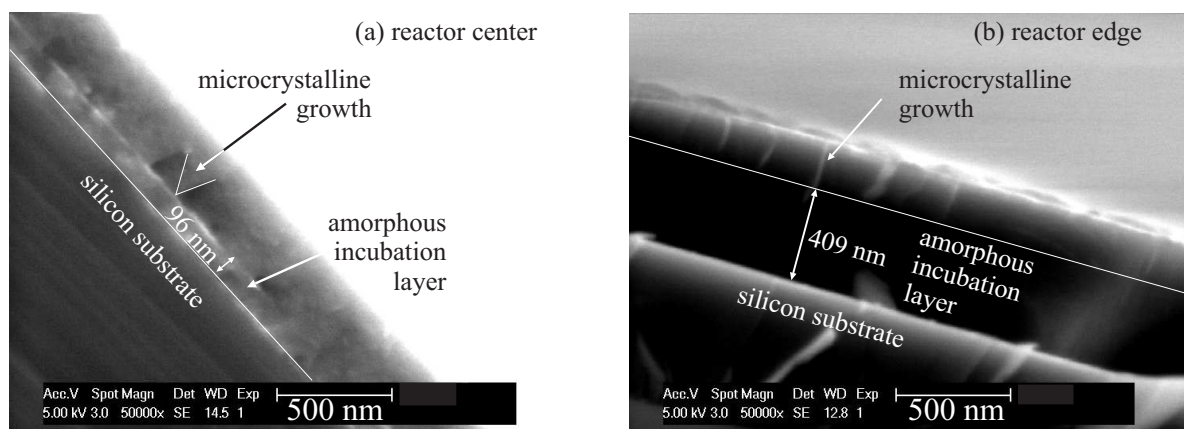 (a) reactor center
microcrystalline
growth
silicon substrate
96 nm
amorphous
incubation
layer
Acc.V Spot Magn Det WD Exp
5.00 kV 3.0 50000x SE 14.5 1
500 nm
(b) reactor edge
microcrystalline
growth
409 nm
amorphous
incubation
layer
silicon substrate
Acc.V Spot Magn Det WD Exp
5.00 kV 3.0 50000x SE 12.8 1
500 nm